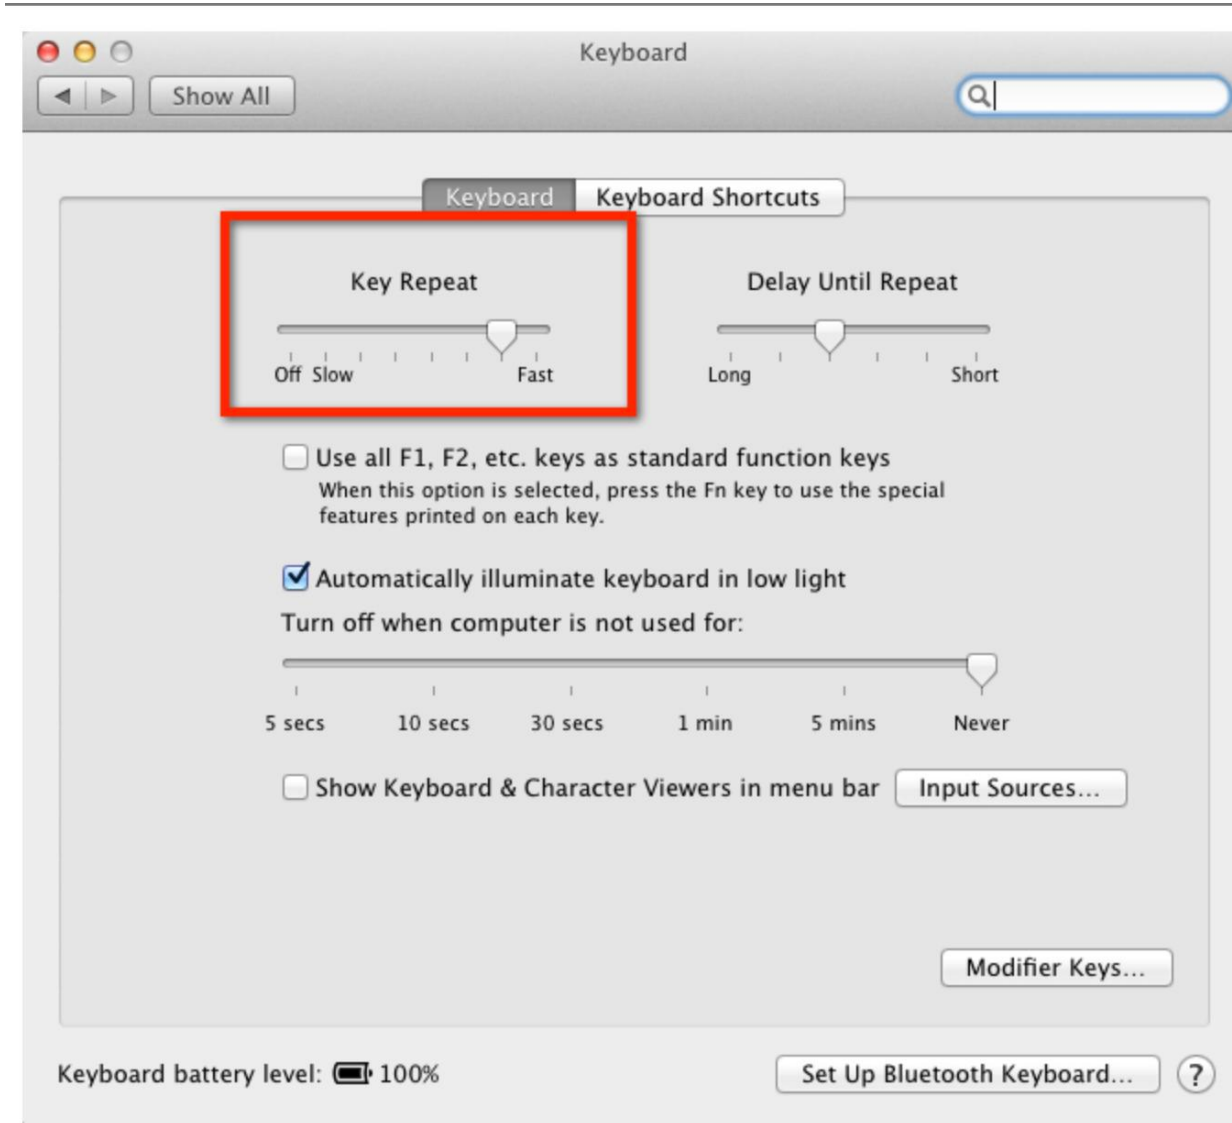 Keyboard
Show All
Keyboard Keyboard Shortcuts
Key Repeat Delay Until Repeat
Off Slow Fast Long Short
Use all F1, F2, etc. keys as standard function keys
When this option is selected, press the Fn key to use the special
features printed on each key.
Automatically illuminate keyboard in low light
Turn off when computer is not used for:
5 secs 10 secs 30 secs 1 min 5 mins Never
Show Keyboard & Character Viewers in menu bar Input Sources...
Modifier Keys...
Keyboard battery level: 100% Set Up Bluetooth Keyboard... ?